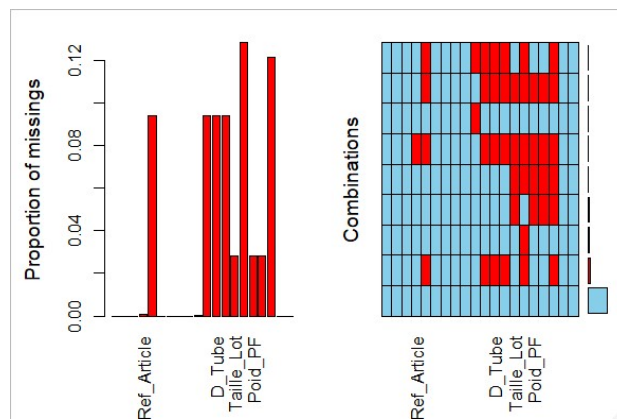 Proportion of missings
0.00
0.04
0.08
0.12
Ref_Article
D_Tube
Taille_Lot
Poid_PF
Combinations
Ref_Article
D_Tube
Taille_Lot
Poid_PF